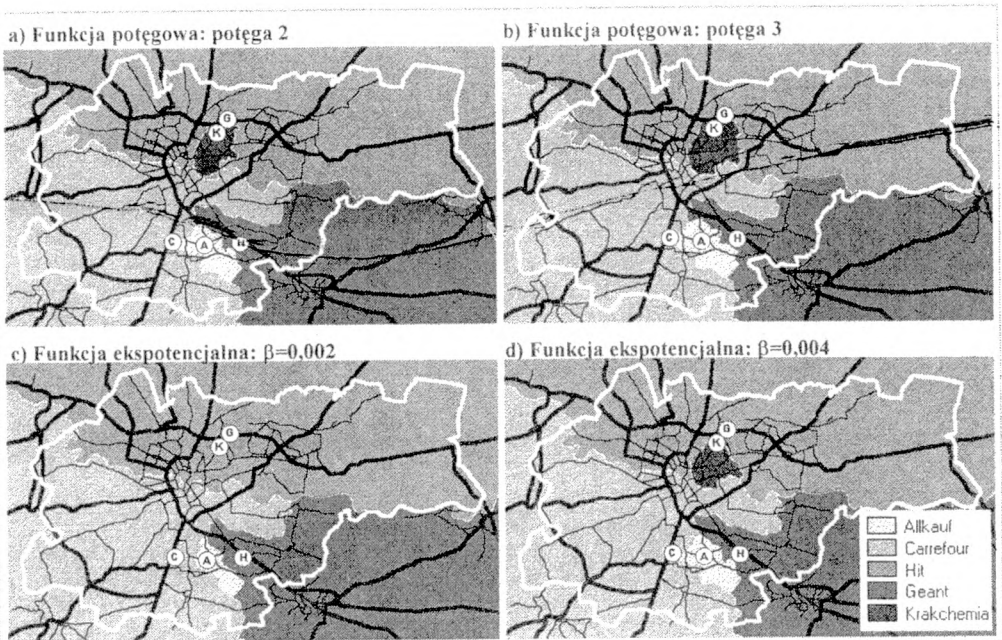 a) Funkcja potęgowa: potęga 2
b) Funkcja potęgowa: potęga 3
G
K
C
A
H
G
K
C
A
H
c) Funkcja ekspotencjalna: β=0,002
d) Funkcja ekspotencjalna: β=0,004
G
K
C
A
H
G
K
C
A
H
Allkauf
Carrefour
Hit
Geant
Krakchemia